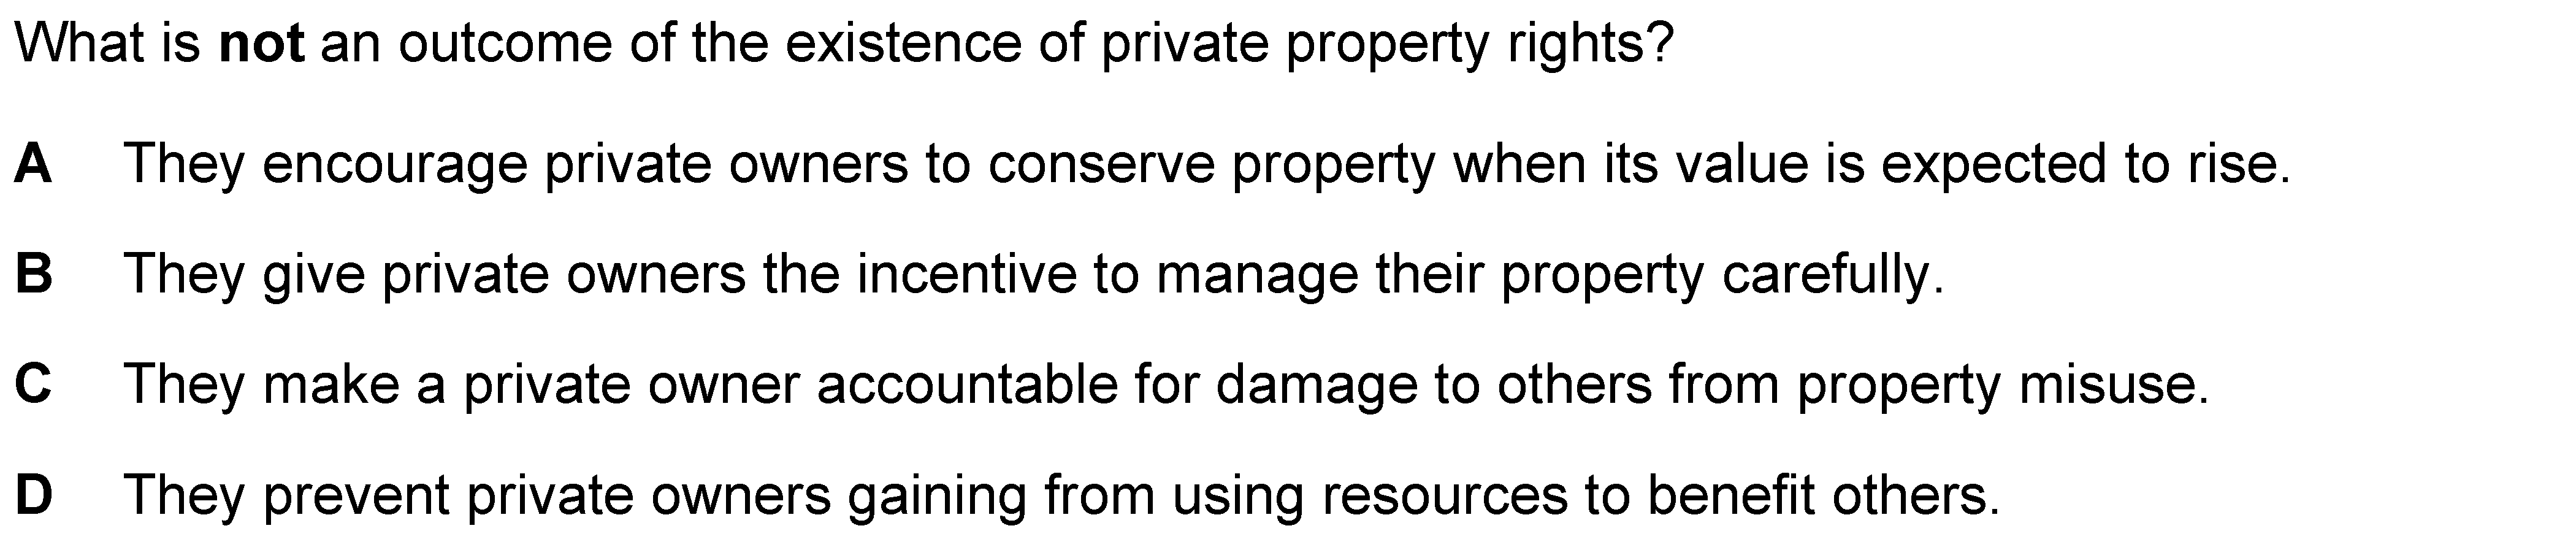 What is not an outcome of the existence of private property rights?
A They encourage private owners to conserve property when its value is expected to rise.
B They give private owners the incentive to manage their property carefully.
C They make a private owner accountable for damage to others from property misuse.
D They prevent private owners gaining from using resources to benefit others.